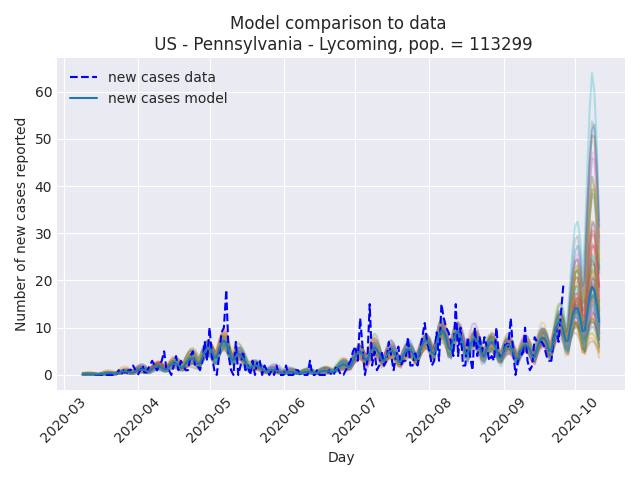 Model comparison to data
US - Pennsylvania - Lycoming, pop. = 113299
new cases data
new cases model
Number of new cases reported
60
50
40
30
20
10
0
2020-03
2020-04
2020-05
2020-06
2020-07
2020-08
2020-09
2020-10
Day